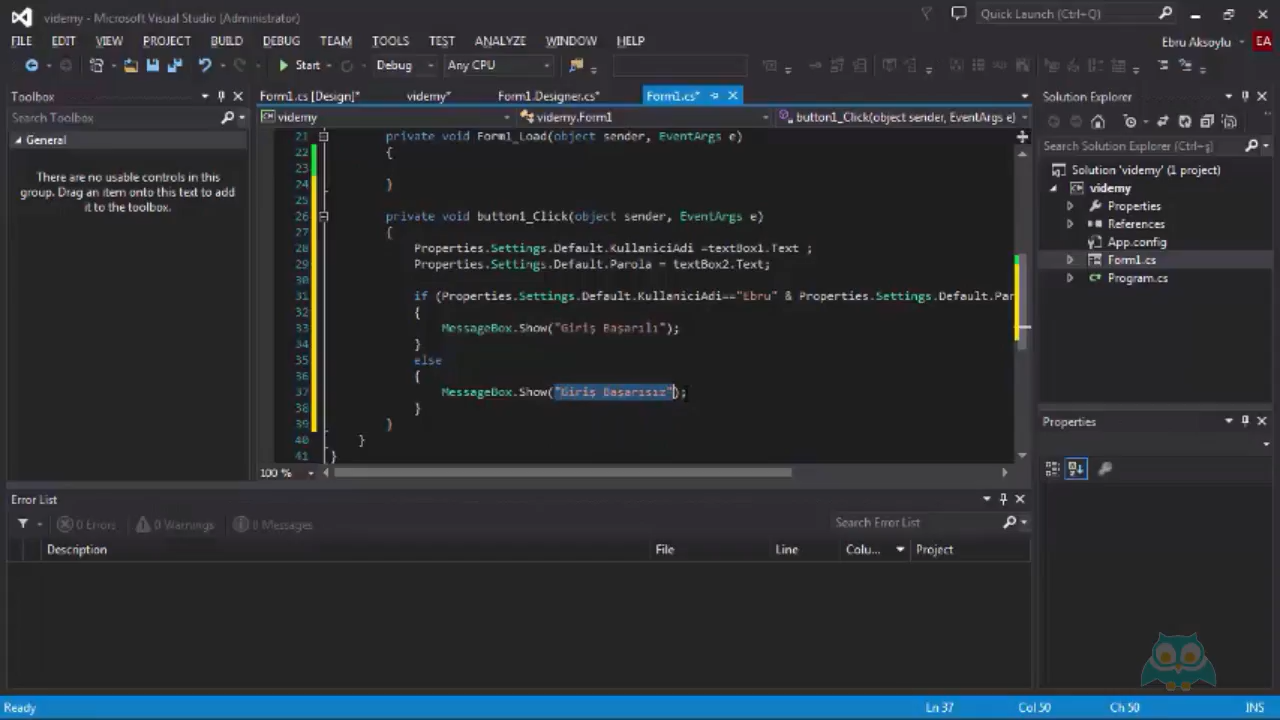 videmy - Microsoft Visual Studio (Administrator)
Quick Launch (Ctrl+Q)
FILE EDIT VIEW PROJECT BUILD DEBUG TEAM TOOLS TEST ANALYZE WINDOW HELP
Ebru Aksoylu EA
Start Debug Any CPU
Toolbox
Form1.cs [Design]* videmy* Form1.Designer.cs* Form1.cs*
Solution Explorer
Search Toolbox
videmy videmy.Form1 button1_Click(object sender, EventArgs e)
General
There are no usable controls in this
group. Drag an item onto this text to add
it to the toolbox.
21 private void Form1_Load(object sender, EventArgs e)
22 {
23
24 }
25
26 private void button1_Click(object sender, EventArgs e)
27 {
28 Properties.Settings.Default.KullaniciAdi =textBox1.Text ;
29 Properties.Settings.Default.Parola = textBox2.Text;
30
31 if (Properties.Settings.Default.KullaniciAdi=="Ebru" & Properties.Settings.Default.Par
32 {
33 MessageBox.Show("Giriş Başarılı");
34 }
35 else
36 {
37 MessageBox.Show("Giriş Başarısız");
38 }
39 }
40 }
41 }
100 %
Search Solution Explorer (Ctrl+ş)
Solution 'videmy' (1 project)
videmy
Properties
References
App.config
Form1.cs
Program.cs
Properties
Error List
0 Errors 0 Warnings 0 Messages
Search Error List
Description File Line Colu... Project
Ready Ln 37 Col 50 Ch 50 INS